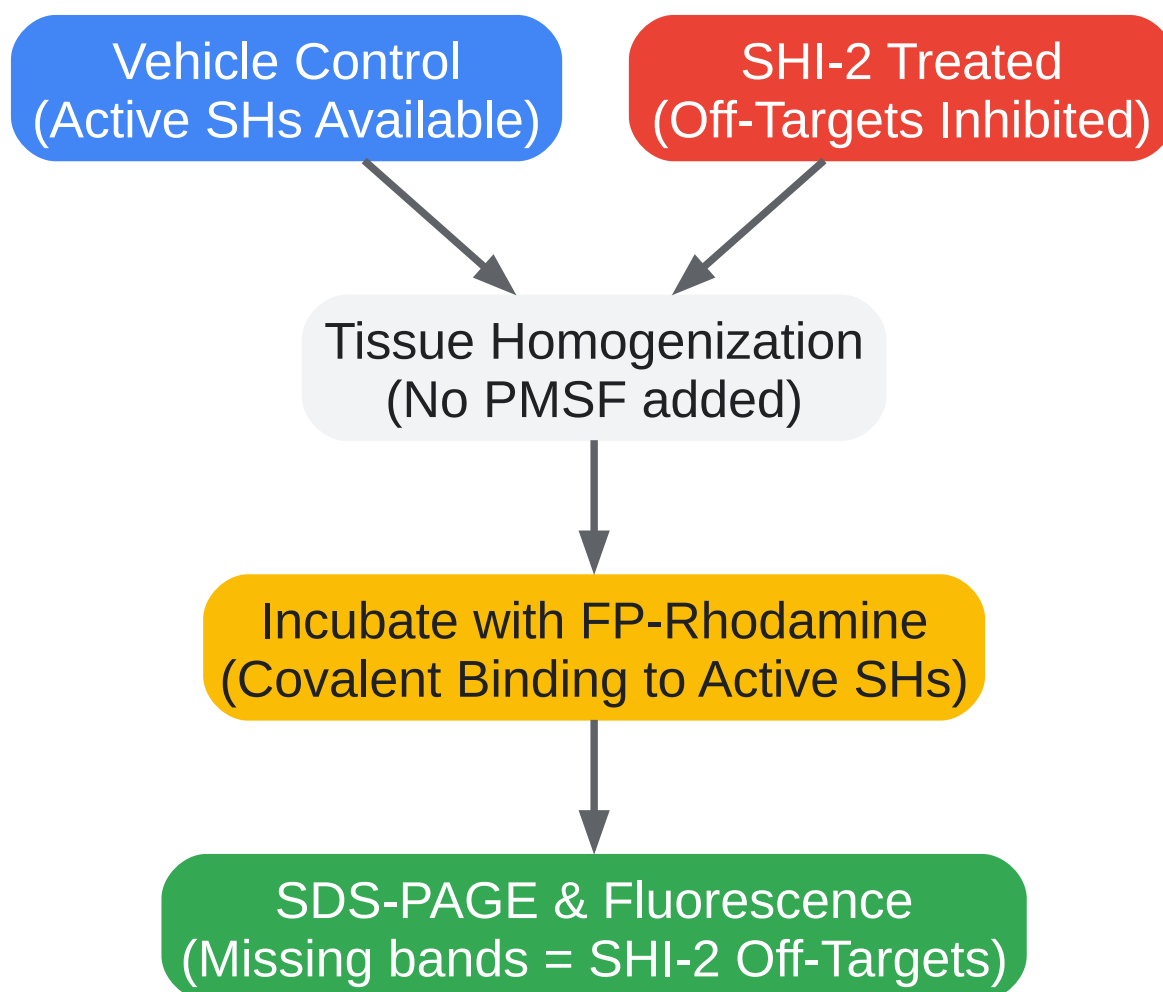 Vehicle Control
(Active SHs Available)
SHI-2 Treated
(Off-Targets Inhibited)
Tissue Homogenization
(No PMSF added)
Incubate with FP-Rhodamine
(Covalent Binding to Active SHs)
SDS-PAGE & Fluorescence
(Missing bands = SHI-2 Off-Targets)